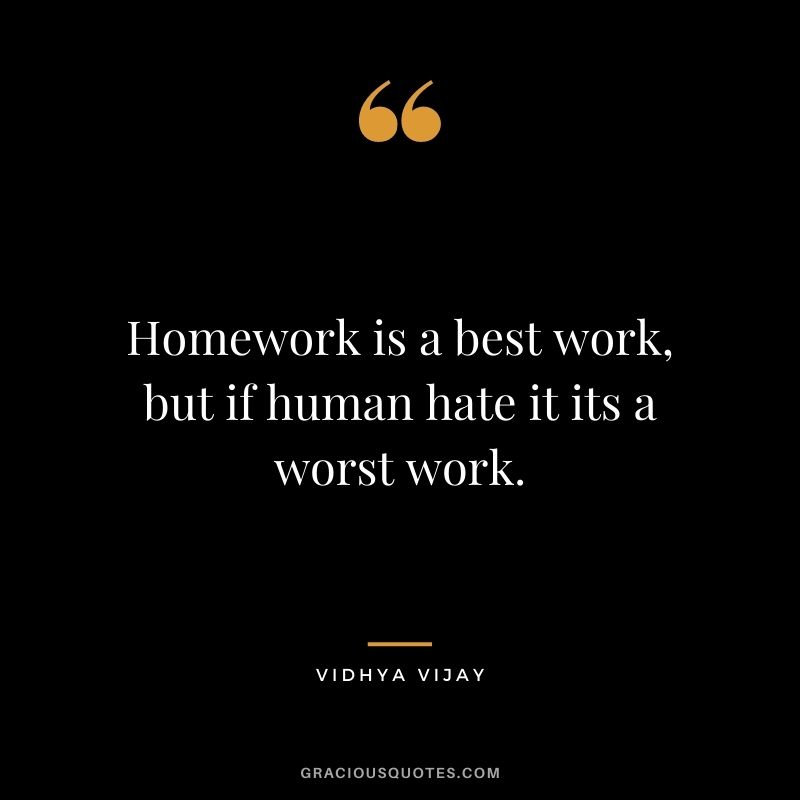 “
Homework is a best work,
but if human hate it its a
worst work.
VIDHYA VIJAY
GRACIOUSQUOTES.COM